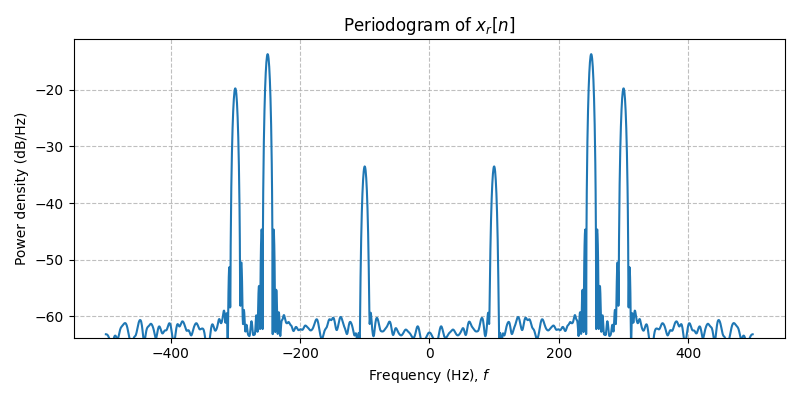 Periodogram of x_r[n]
Power density (dB/Hz)
−20
−30
−40
−50
−60
−400 −200 0 200 400
Frequency (Hz), f